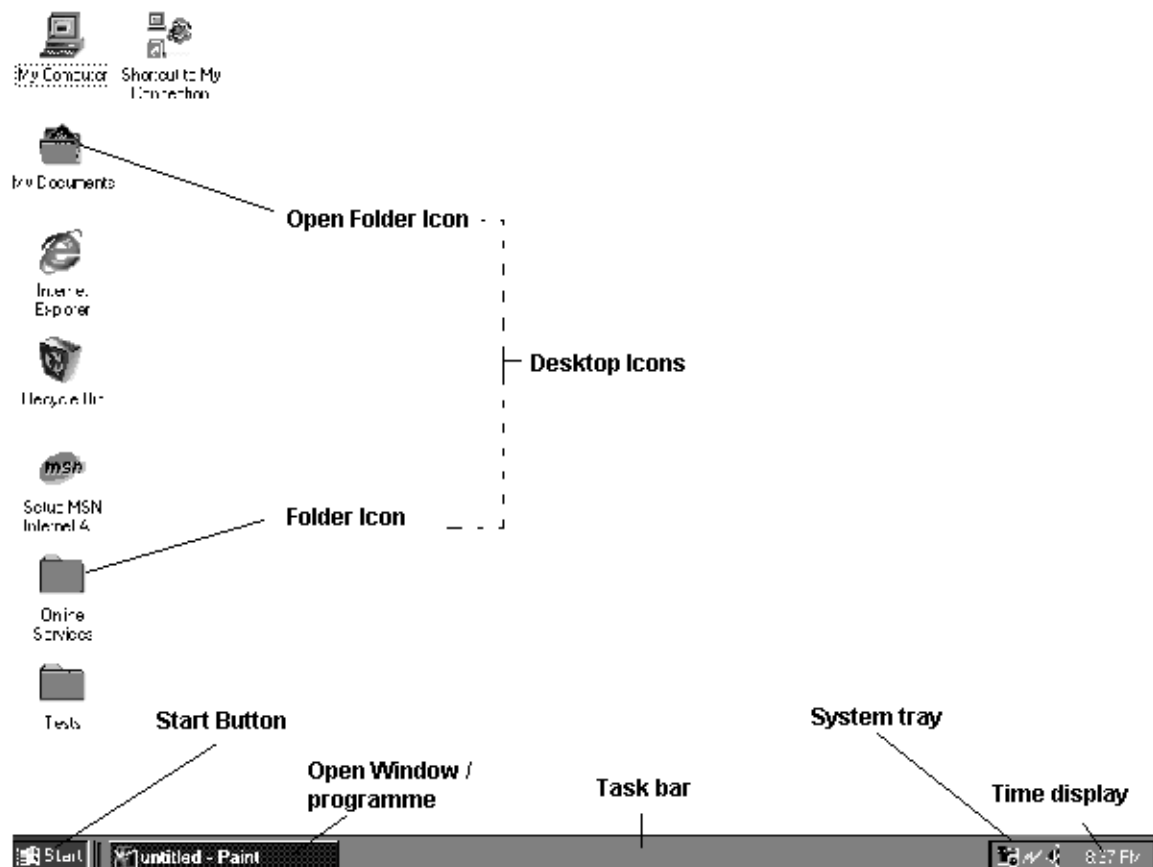 My Computer
Shortcut to My
Connection
My Documents
Open Folder Icon
Internet
Explorer
Desktop Icons
Recycle Bin
msn
Setup MSN
Internet A...
Folder Icon
Online
Services
Tests
Start Button
System tray
Open Window /
programme
Task bar
Time display
Start
untitled - Paint